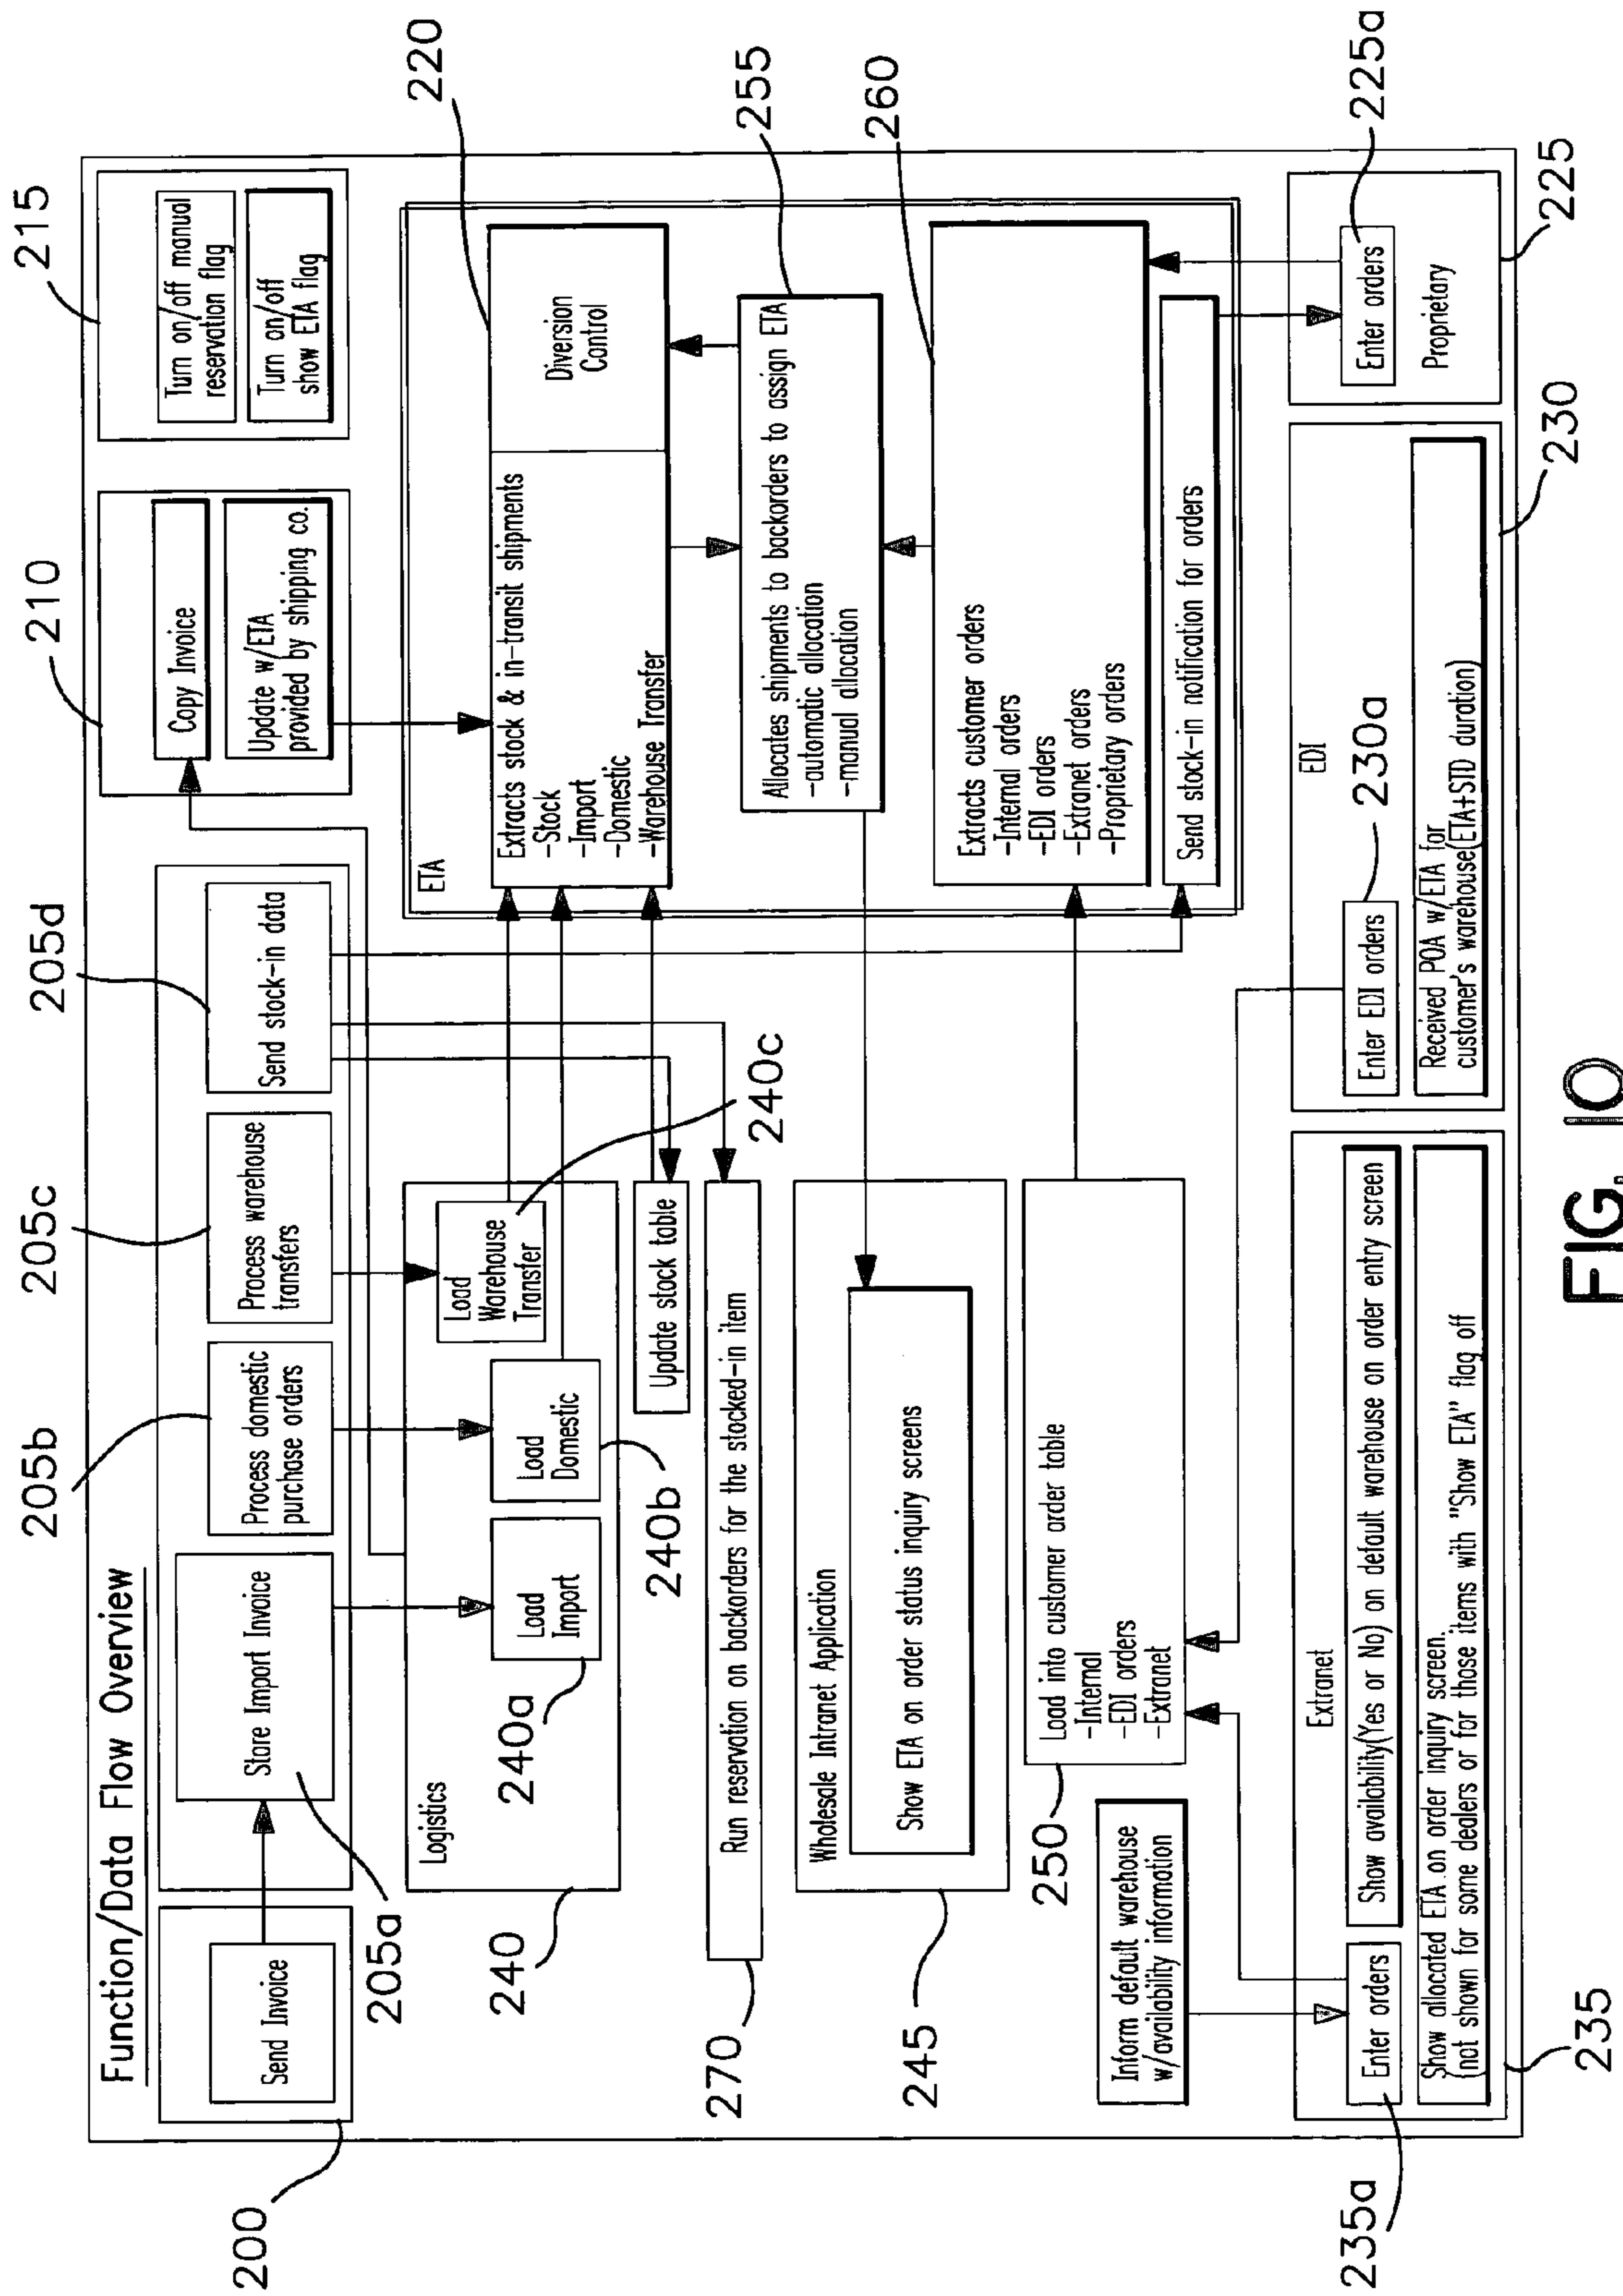 Function/Data Flow Overview
200
Send Invoice
205a
Store Import Invoice
205b
Process domestic
purchase orders
205c
Process warehouse
transfers
205d
Send stock-in data
210
Copy Invoice
Update w/ETA
provided by shipping co.
215
Turn on/off manual
reservation flag
Turn on/off
show ETA flag
240
Logistics
240a
Load
Import
240b
Load
Domestic
240c
Load
Warehouse
Transfer
Update stock table
270
Run reservation on backorders for the stocked-in item
245
Wholesale Intranet Application
Show ETA on order status inquiry screens
250
Load into customer order table
-Internal
-EDI orders
-Extranet
Inform default warehouse
w/availability information
ETA
220
Extracts stock & in-transit shipments
-Stock
-Import
-Domestic
-Warehouse Transfer
Diversion
Control
255
Allocates shipments to backorders to assign ETA
-automatic allocation
-manual allocation
260
Extracts customer orders
-Internal orders
-EDI orders
-Extranet orders
-Proprietary orders
Send stock-in notification for orders
235
Extranet
235a
Enter orders
Show availability(Yes or No) on default warehouse on order entry screen
Show allocated ETA on order inquiry screen.
(not shown for some dealers or for those items with "Show ETA" flag off
230
EDI
230a
Enter EDI orders
Received POA w/ETA for
customer's warehouse(ETA+STD duration)
225
225a
Enter orders
Proprietary
FIG. 10